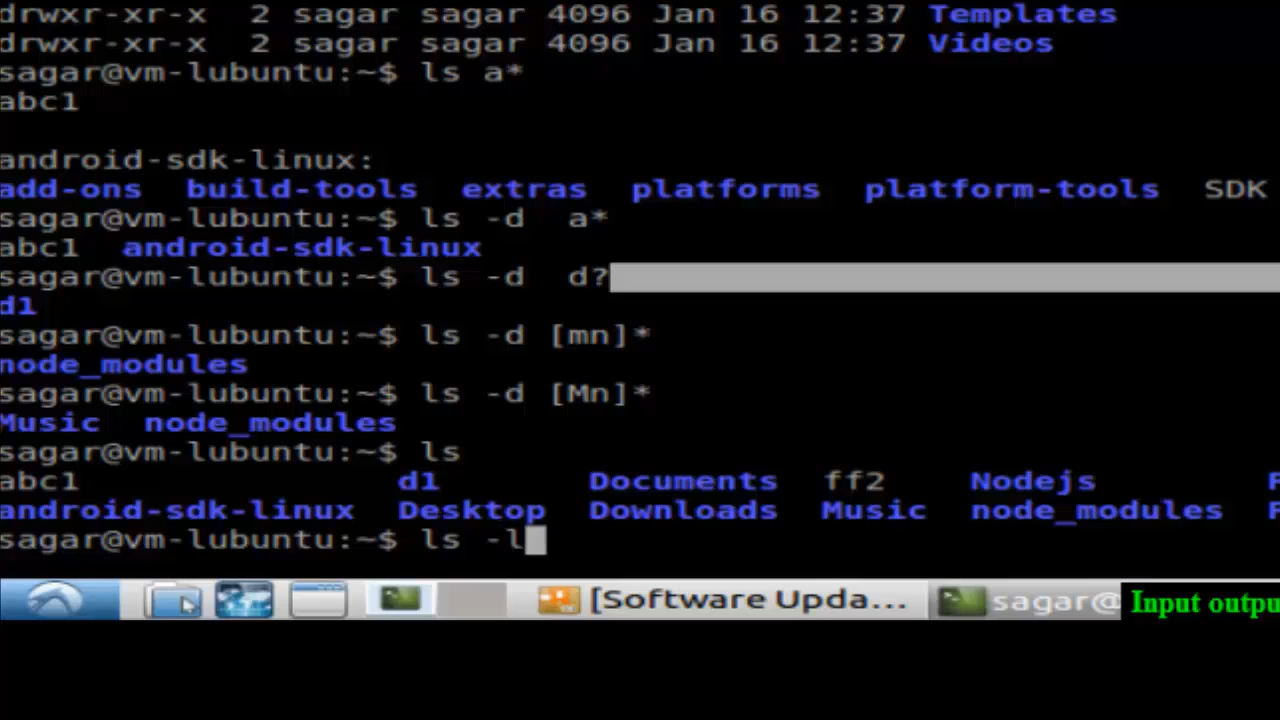 drwxr-xr-x  2 sagar sagar 4096 Jan 16 12:37 Templates
drwxr-xr-x  2 sagar sagar 4096 Jan 16 12:37 Videos
sagar@vm-lubuntu:~$ ls a*
abc1
android-sdk-linux:
add-ons  build-tools  extras  platforms  platform-tools  SDK
sagar@vm-lubuntu:~$ ls -d  a*
abc1  android-sdk-linux
sagar@vm-lubuntu:~$ ls -d  d?
d1
sagar@vm-lubuntu:~$ ls -d [mn]*
node_modules
sagar@vm-lubuntu:~$ ls -d [Mn]*
Music  node_modules
sagar@vm-lubuntu:~$ ls
abc1  d1  Documents  ff2  Nodejs
android-sdk-linux  Desktop  Downloads  Music  node_modules
sagar@vm-lubuntu:~$ ls -l
[Software Upda... sagar@ Input outpu